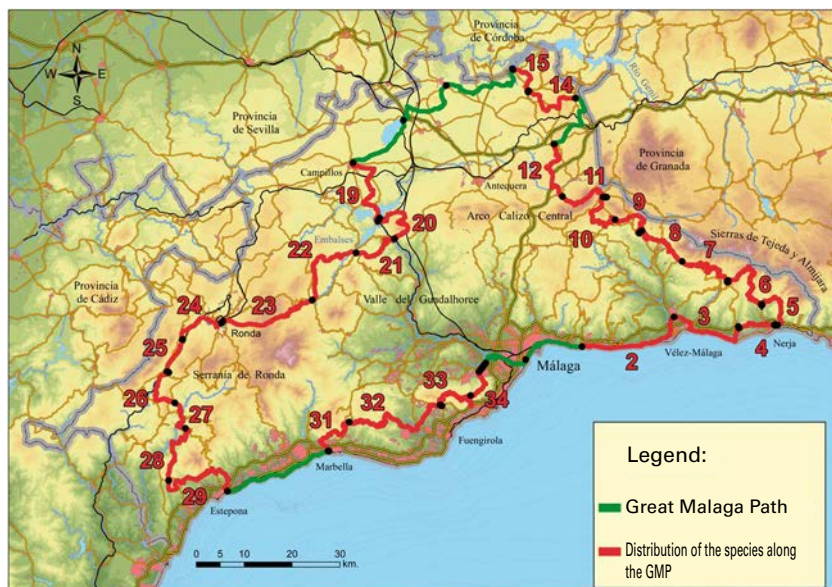 Provincia
de Córdoba
N
W E
S
15
14
Río Genil
Provincia
de Sevilla
Provincia
de Granada
12
Campillos
Antequera
11
19
Arco Calizo Central
9
10
20
Embalses
22
21
8
7
Sierras de Tejeda y Almijara
Provincia
de Cádiz
6
5
24
23
Valle del Guadalhorce
Ronda
3
25
Málaga
2
Vélez-Málaga
4
Nerja
Serranía de Ronda
26
33
27
32
34
31
Fuengirola
28
Marbella
29
Estepona
0 5 10 20 30
km.
Legend:
Great Malaga Path
Distribution of the species along
the GMP